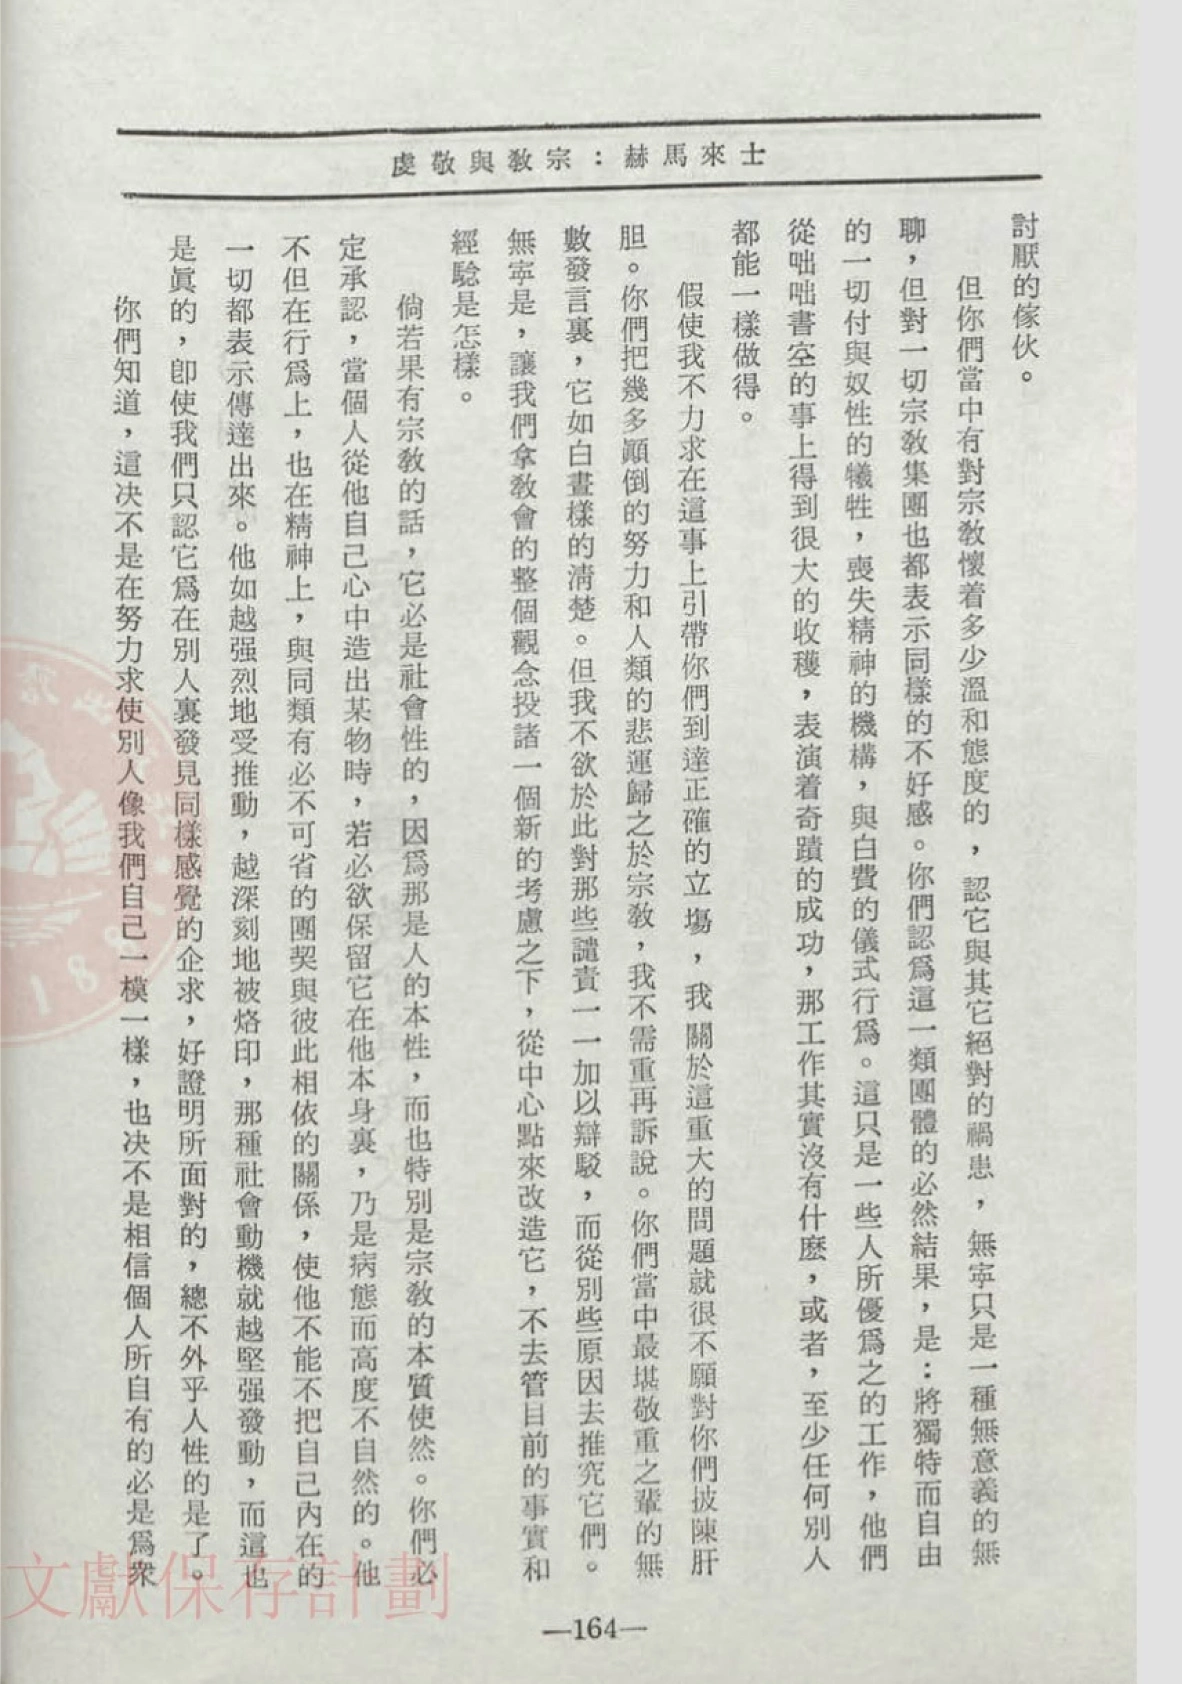 士來馬赫：宗教與敬虔
討厭的傢伙。
但你們當中有對宗教懷着多少溫和態度的，認它與其它絕對的禍患，無寧只是一種無意義的無
聊，但對一切宗教集團也都表示同樣的不好感。你們認爲這一類團體的必然結果，是：將獨特而自由
的一切付與奴性的犧牲，喪失精神的機構，與白費的儀式行爲。這只是一些人所優爲之的工作，他們
從咄咄書空的事上得到很大的收穫，表演着奇蹟的成功，那工作其實沒有什麽，或者，至少任何別人
都能一樣做得。
假使我不力求在這事上引帶你們到達正確的立場，我關於這重大的問題就很不願對你們披陳肝
胆。你們把幾多顚倒的努力和人類的悲運歸之於宗教，我不需重再訴說。你們當中最堪敬重之輩的無
數發言裏，它如白晝樣的淸楚。但我不欲於此對那些譴責一一加以辯駁，而從別些原因去推究它們。
無寧是，讓我們拿教會的整個觀念投諸一個新的考慮之下，從中心點來改造它，不去管目前的事實和
經驗是怎樣。
倘若果有宗教的話，它必是社會性的，因爲那是人的本性，而也特別是宗教的本質使然。你們必
定承認，當個人從他自己心中造出某物時，若必欲保留它在他本身裏，乃是病態而高度不自然的。他
不但在行爲上，也在精神上，與同類有必不可省的團契與彼此相依的關係，使他不能不把自己內在的
一切都表示傳達出來。他如越强烈地受推動，越深刻地被烙印，那種社會動機就越堅强發動，而這也
是眞的，卽使我們只認它爲在別人裏發見同樣感覺的企求，好證明所面對的，總不外乎人性的是了。
你們知道，這决不是在努力求使別人像我們自己一模一樣，也决不是相信個人所自有的必是爲衆
—164—
文獻保存計劃